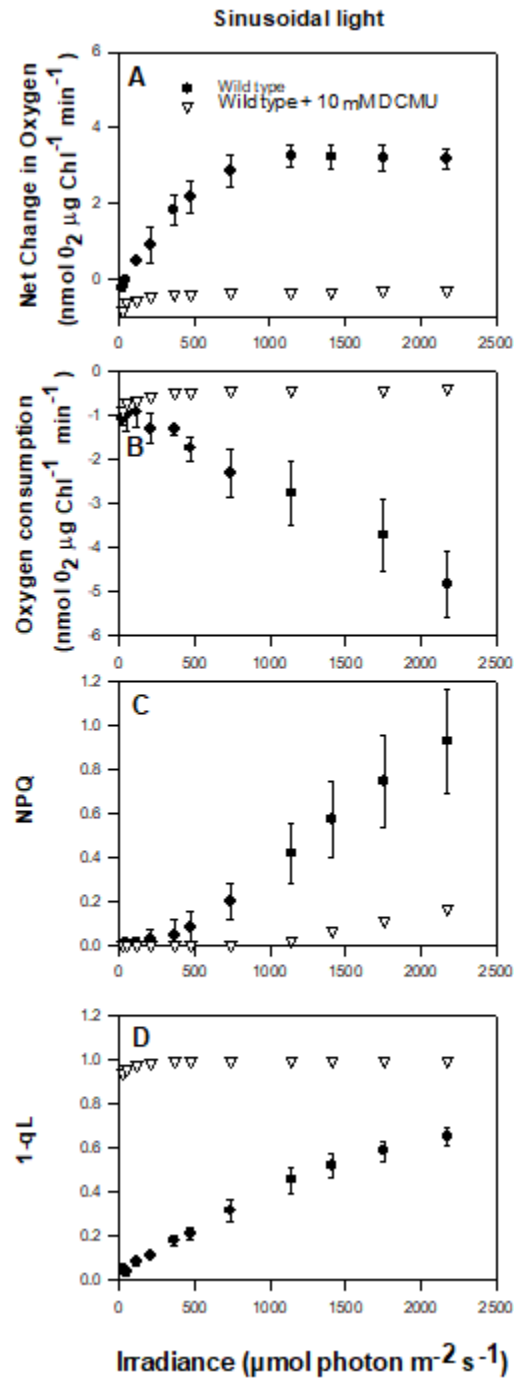 Sinusoidal light
Net Change in Oxygen
(nmol 0₂ µg Chl⁻¹ min⁻¹)
6
4
2
0
A
Wild type
Wild type + 10 mM DCMU
0 500 1000 1500 2000 2500
Oxygen consumption
(nmol 0₂ µg Chl⁻¹ min⁻¹)
0
-1
-2
-3
-4
-5
-6
B
0 500 1000 1500 2000 2500
NPQ
1.2
1.0
0.8
0.6
0.4
0.2
0.0
C
0 500 1000 1500 2000 2500
1-qL
1.2
1.0
0.8
0.6
0.4
0.2
0.0
D
0 500 1000 1500 2000 2500
Irradiance (µmol photon m⁻² s⁻¹)